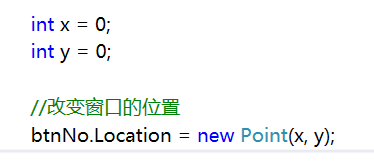 int x = 0;
int y = 0;
//改变窗口的位置
btnNo.Location = new Point(x, y);